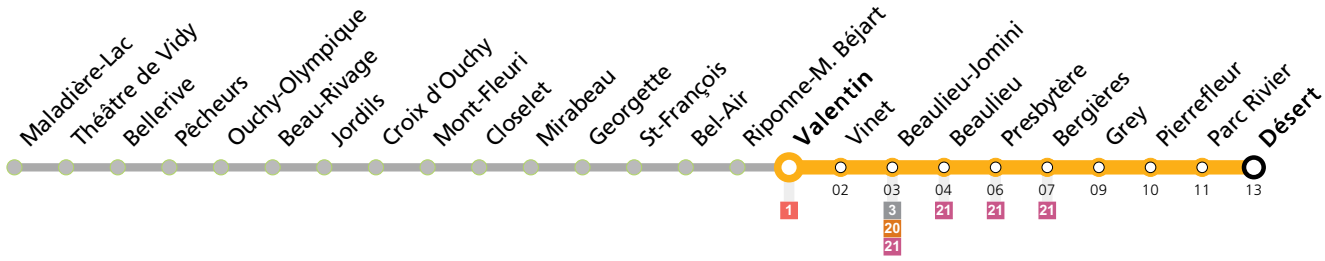 Maladière-Lac
Théâtre de Vidy
Bellerive
Pêcheurs
Ouchy-Olympique
Beau-Rivage
Jordils
Croix d'Ouchy
Mont-Fleuri
Closelet
Mirabeau
Georgette
St-François
Bel-Air
Riponne-M. Béjart
Valentin
Vinet
Beaulieu-Jomini
Beaulieu
Presbytère
Bergières
Grey
Pierrefleur
Parc Rivier
Désert
02 03 04 06 07 09 10 11 13
1 3 21 21 21
20
21